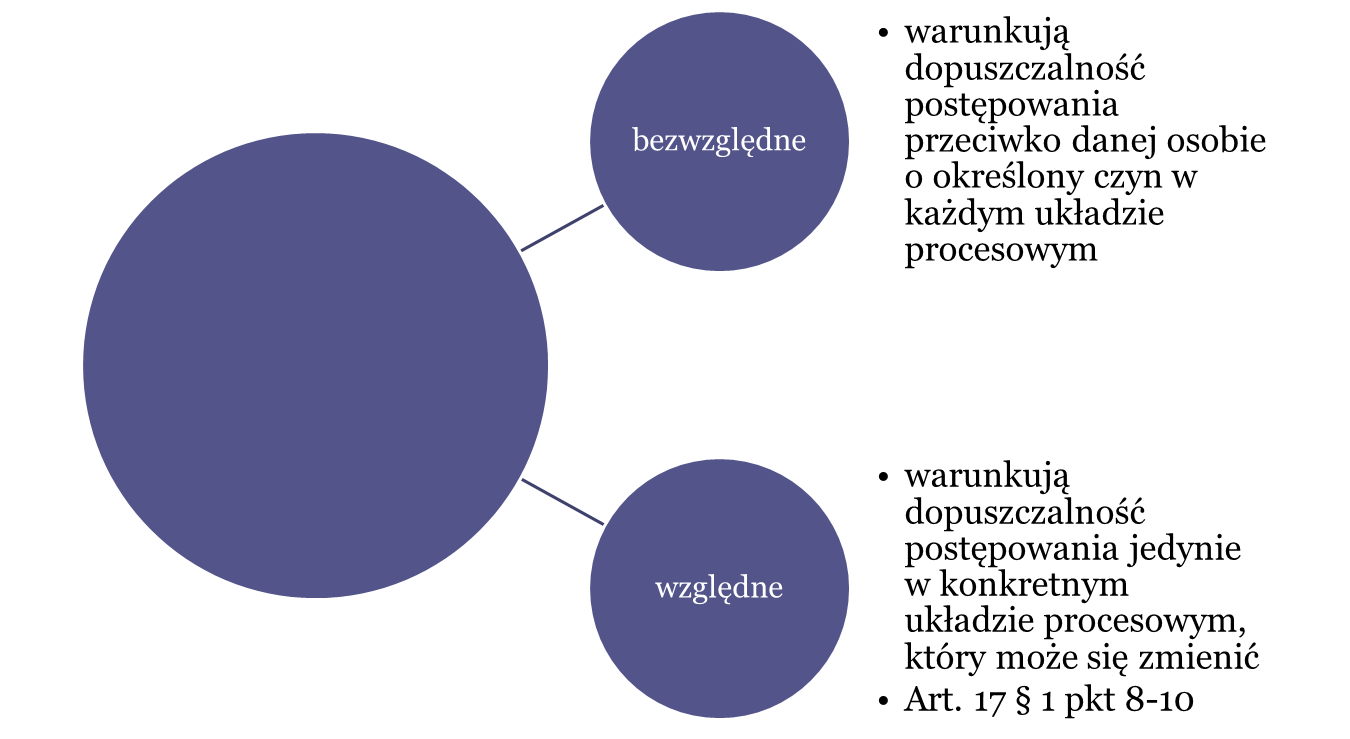 bezwzględne
• warunkują
dopuszczalność
postępowania
przeciwko danej osobie
o określony czyn w
każdym układzie
procesowym
względne
• warunkują
dopuszczalność
postępowania jedynie
w konkretnym
układzie procesowym,
który może się zmienić
• Art. 17 § 1 pkt 8-10